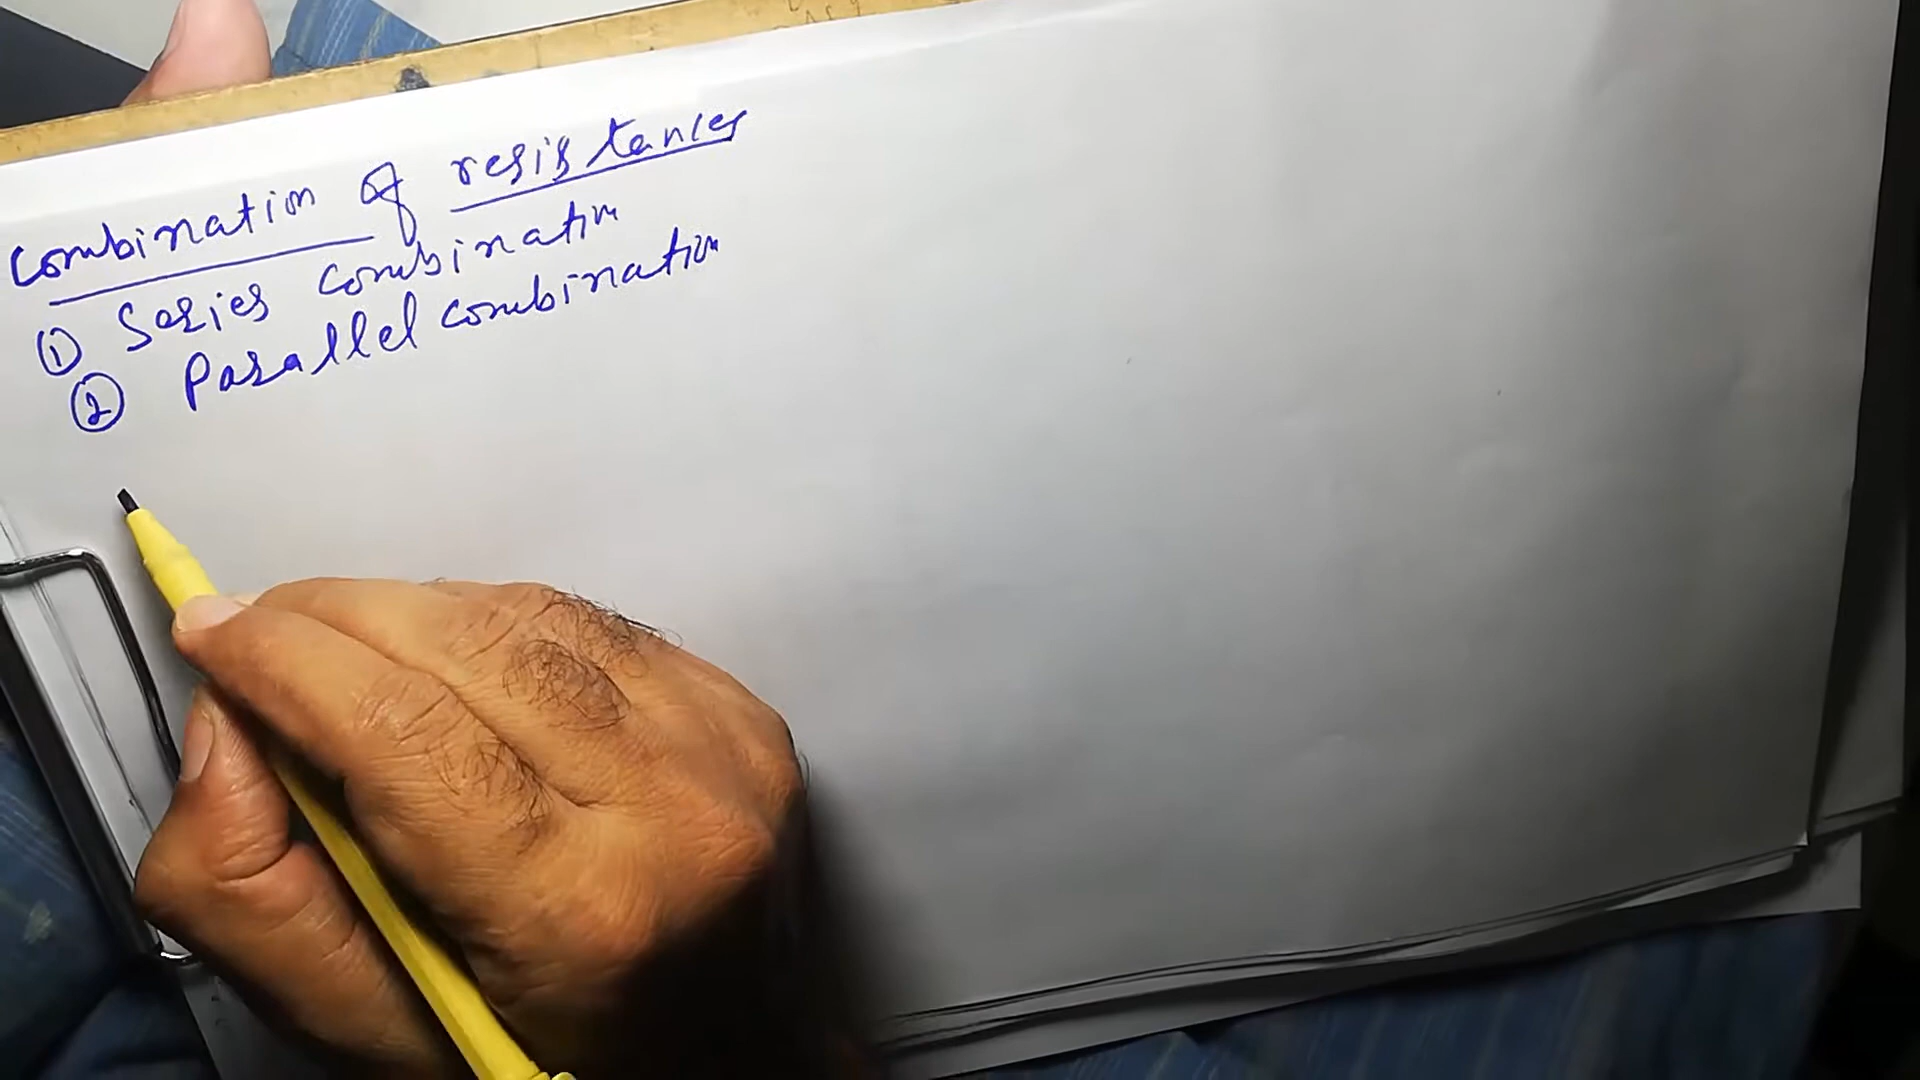 Combination of resistances
① Series combination
② Parallel combination